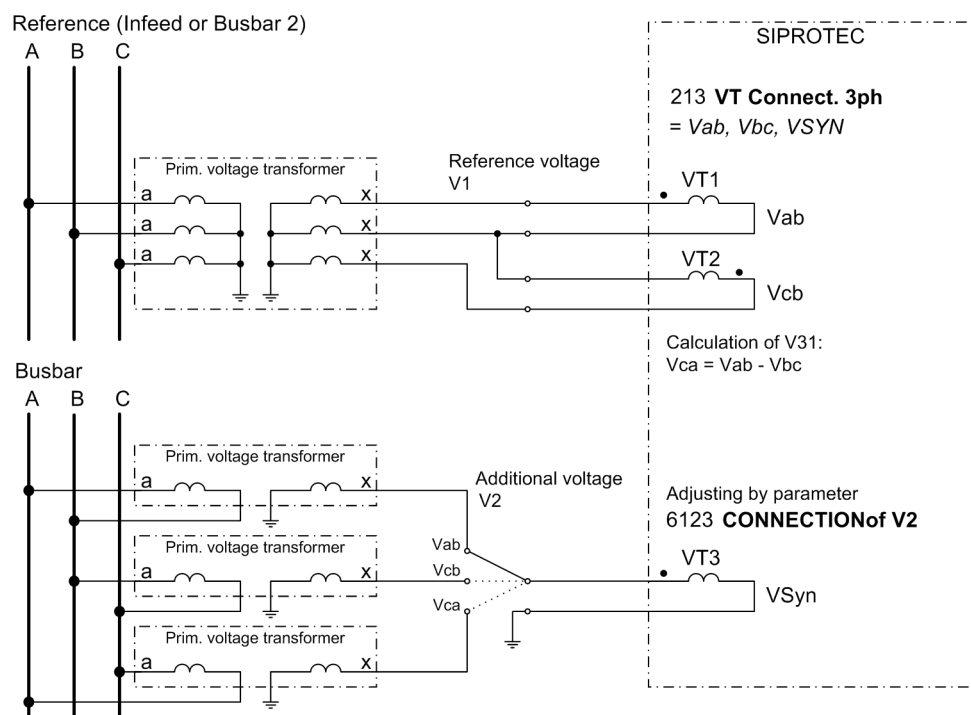 Reference (Infeed or Busbar 2)
A B C
SIPROTEC
213 VT Connect. 3ph
= Vab, Vbc, VSYN
Prim. voltage transformer
Reference voltage
V1
a x
a x
a x
VT1
Vab
VT2
Vcb
Calculation of V31:
Vca = Vab - Vbc
Busbar
A B C
Prim. voltage transformer
a x
Additional voltage
V2
Adjusting by parameter
6123 CONNECTIONof V2
Prim. voltage transformer
a x
Vab
Vcb
Vca
VT3
VSyn
Prim. voltage transformer
a x